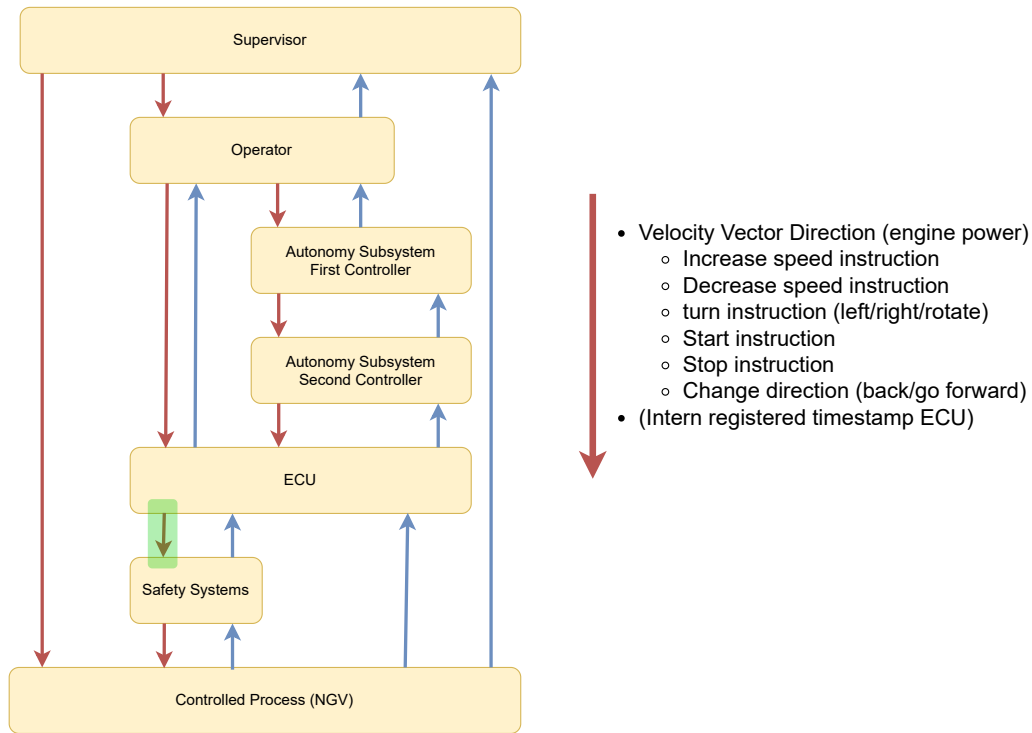 Supervisor
Operator
Autonomy Subsystem
First Controller
Autonomy Subsystem
Second Controller
ECU
Safety Systems
Controlled Process (NGV)
• Velocity Vector Direction (engine power)
◦ Increase speed instruction
◦ Decrease speed instruction
◦ turn instruction (left/right/rotate)
◦ Start instruction
◦ Stop instruction
◦ Change direction (back/go forward)
• (Intern registered timestamp ECU)